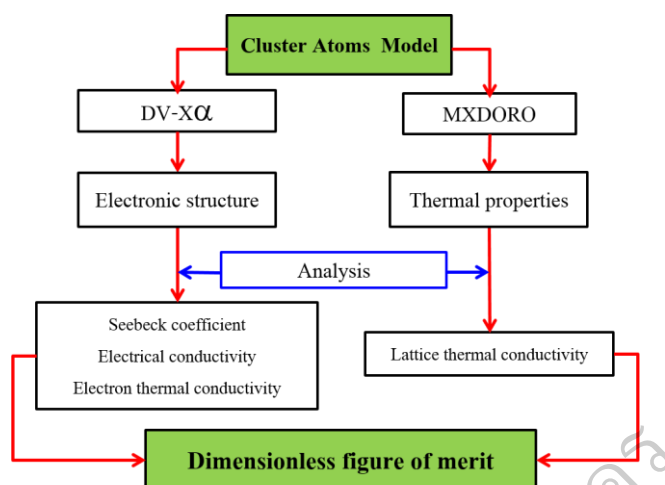 Cluster Atoms Model
DV-Xα
MXDORO
Electronic structure
Thermal properties
Analysis
Seebeck coefficient
Electrical conductivity
Electron thermal conductivity
Lattice thermal conductivity
Dimensionless figure of merit